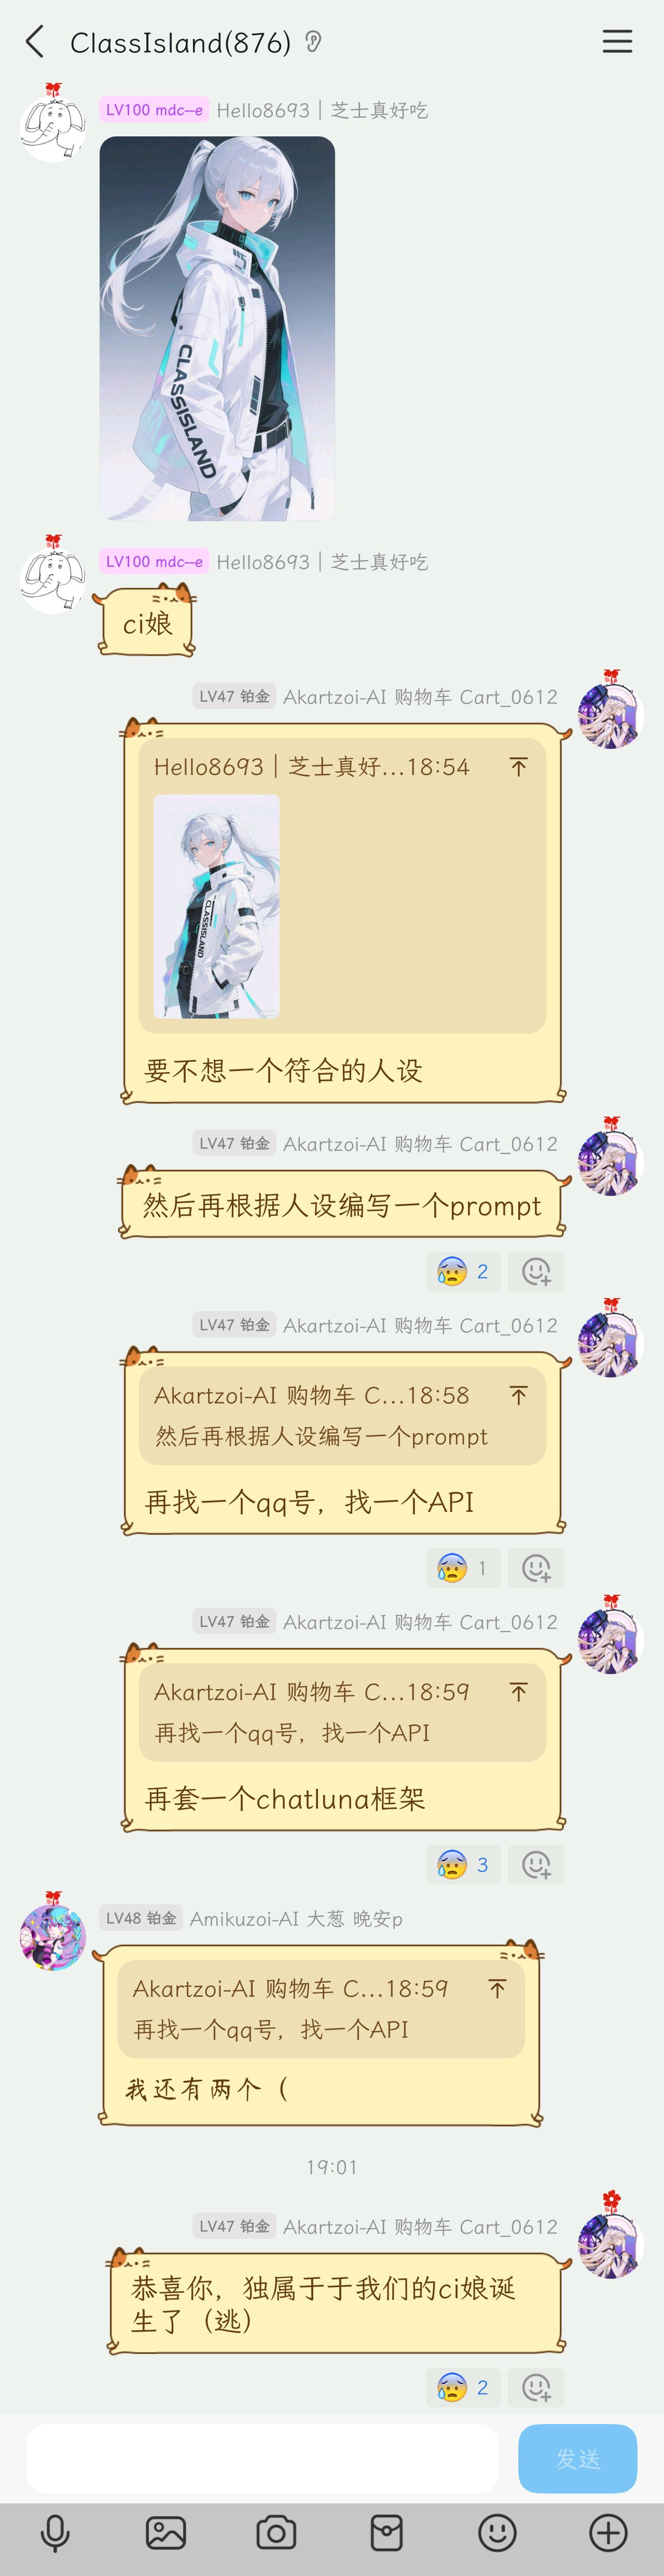 ClassIsland(876)
LV100 mdc--e Hello8693｜芝士真好吃
CLASSISLAND
LV100 mdc--e Hello8693｜芝士真好吃
ci娘
LV47 铂金 Akartzoi-AI 购物车 Cart_0612
Hello8693｜芝士真好...18:54
CLASSISLAND
要不想一个符合的人设
LV47 铂金 Akartzoi-AI 购物车 Cart_0612
然后再根据人设编写一个prompt
2
LV47 铂金 Akartzoi-AI 购物车 Cart_0612
Akartzoi-AI 购物车 C...18:58
然后再根据人设编写一个prompt
再找一个qq号，找一个API
1
LV47 铂金 Akartzoi-AI 购物车 Cart_0612
Akartzoi-AI 购物车 C...18:59
再找一个qq号，找一个API
再套一个chatluna框架
3
LV48 铂金 Amikuzoi-AI 大葱 晚安p
Akartzoi-AI 购物车 C...18:59
再找一个qq号，找一个API
我还有两个（
19:01
LV47 铂金 Akartzoi-AI 购物车 Cart_0612
恭喜你，独属于于我们的ci娘诞
生了（逃）
2
发送